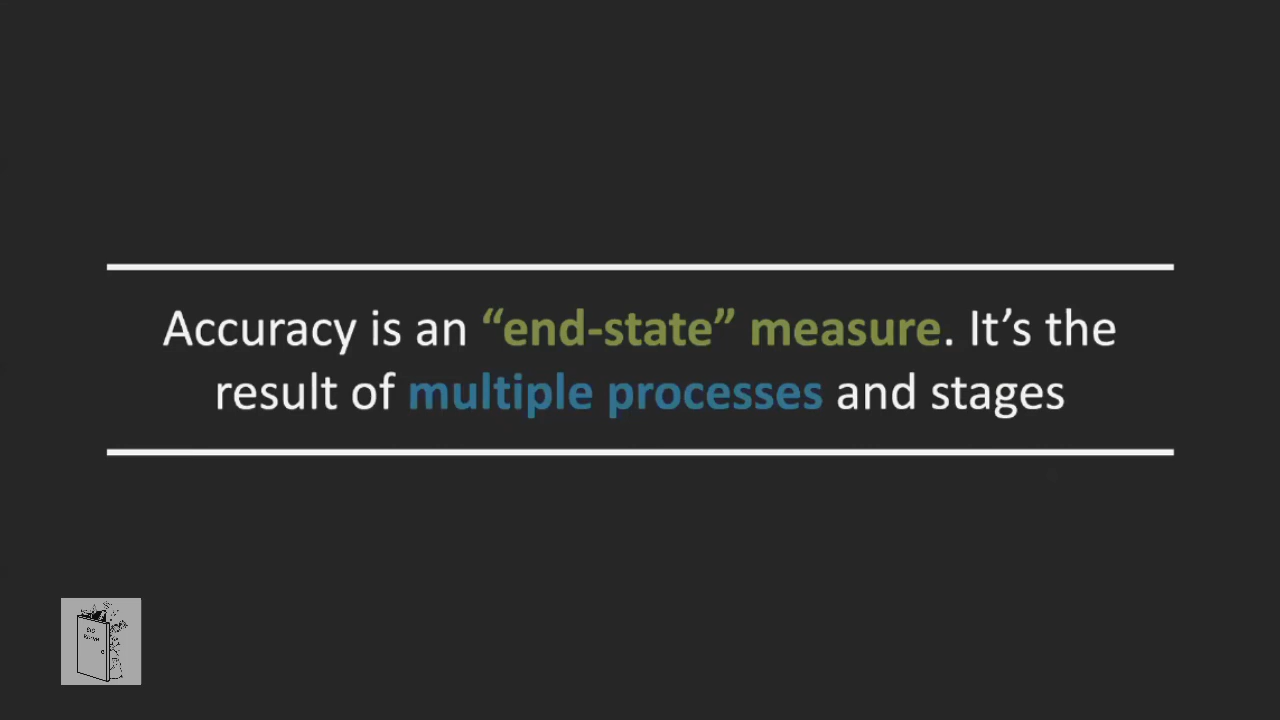 Accuracy is an “end-state” measure. It’s the
result of multiple processes and stages